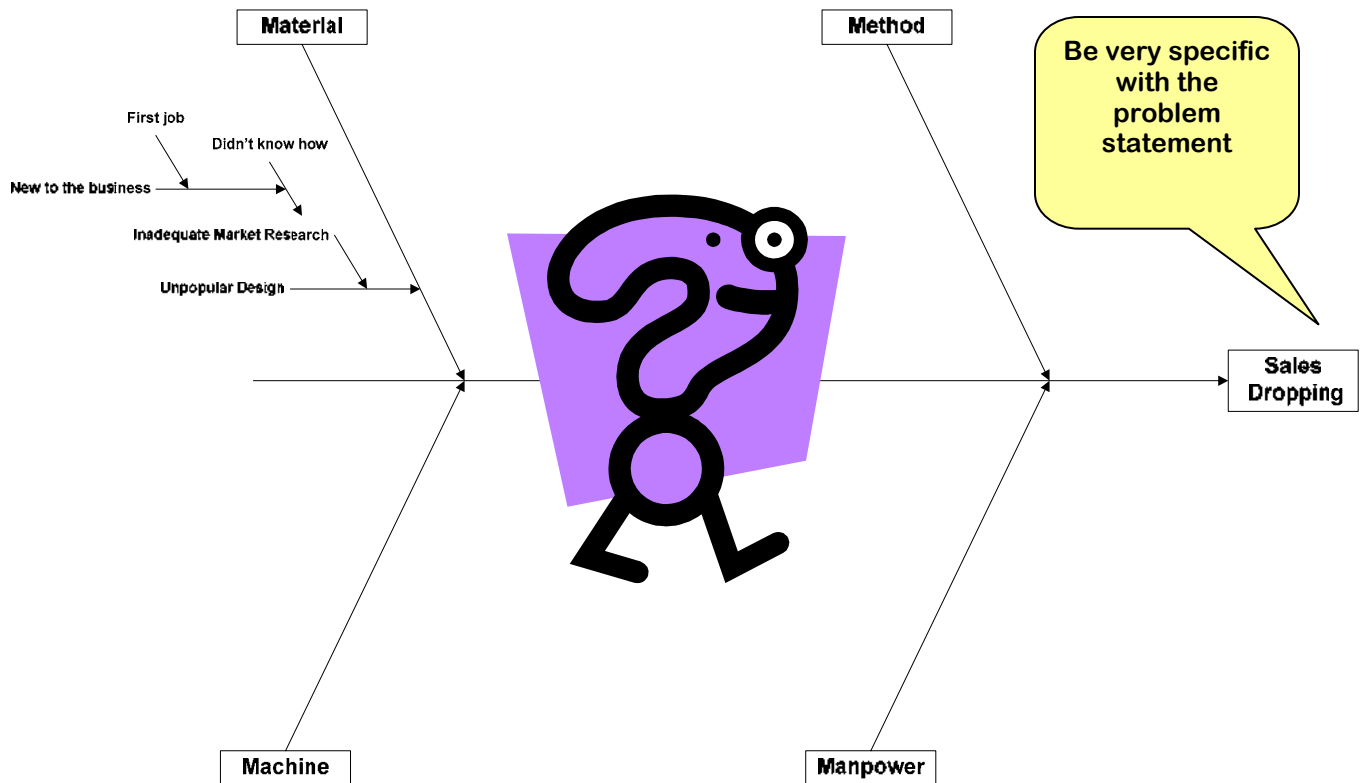 Material
Method
Be very specific
with the
problem
statement
First job
Didn't know how
New to the business
Inadequate Market Research
Unpopular Design
Sales
Dropping
Machine
Manpower